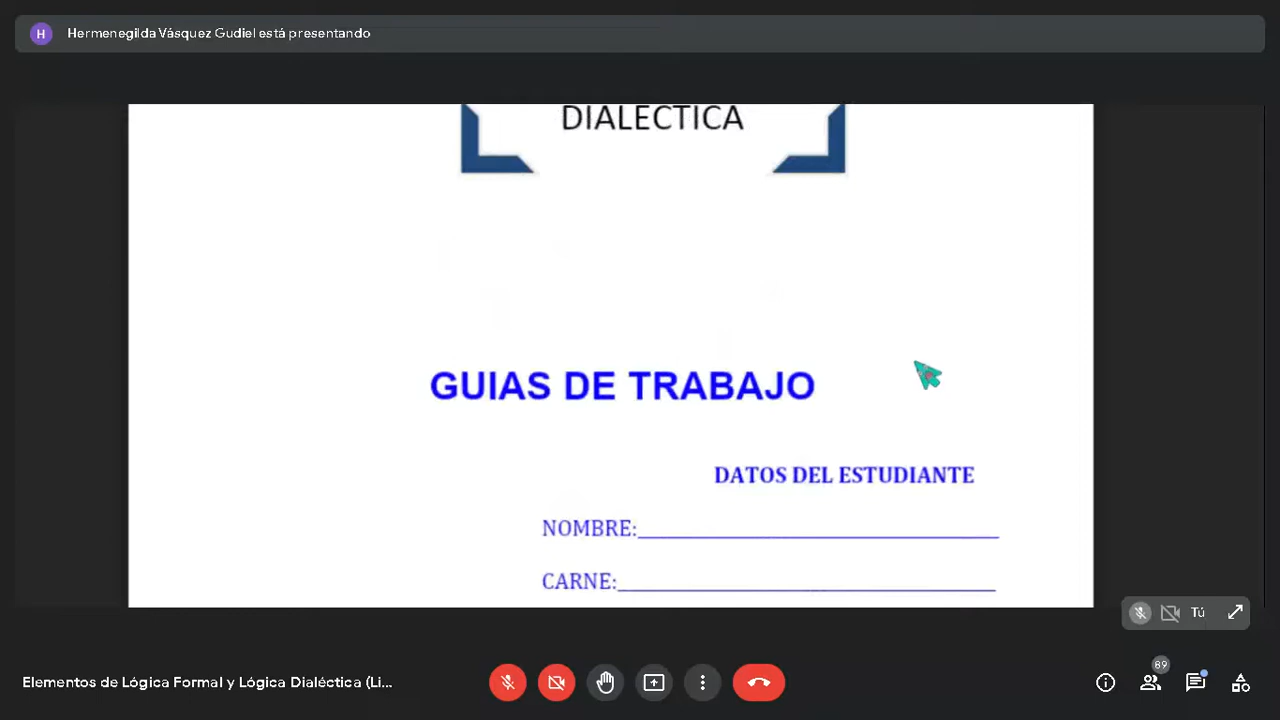 H
Hermenegilda Vásquez Gudiel está presentando
DIALECTICA
GUIAS DE TRABAJO
DATOS DEL ESTUDIANTE
NOMBRE:
CARNE:
Tú
89
Elementos de Lógica Formal y Lógica Dialéctica (Li...